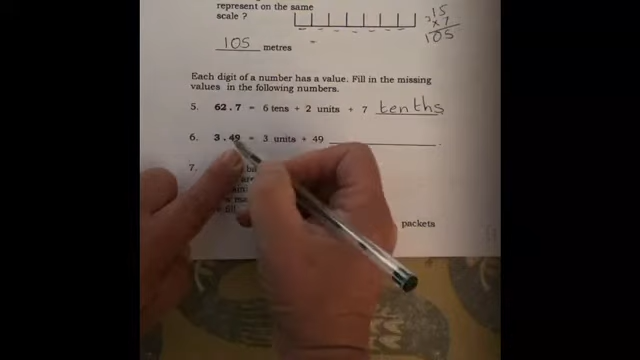 represent on the same
scale ?
105 metres
15
x 7
105
Each digit of a number has a value. Fill in the missing
values in the following numbers.
5. 62.7 = 6 tens + 2 units + 7 tenths
6. 3.49 = 3 units + 49
7.
packets